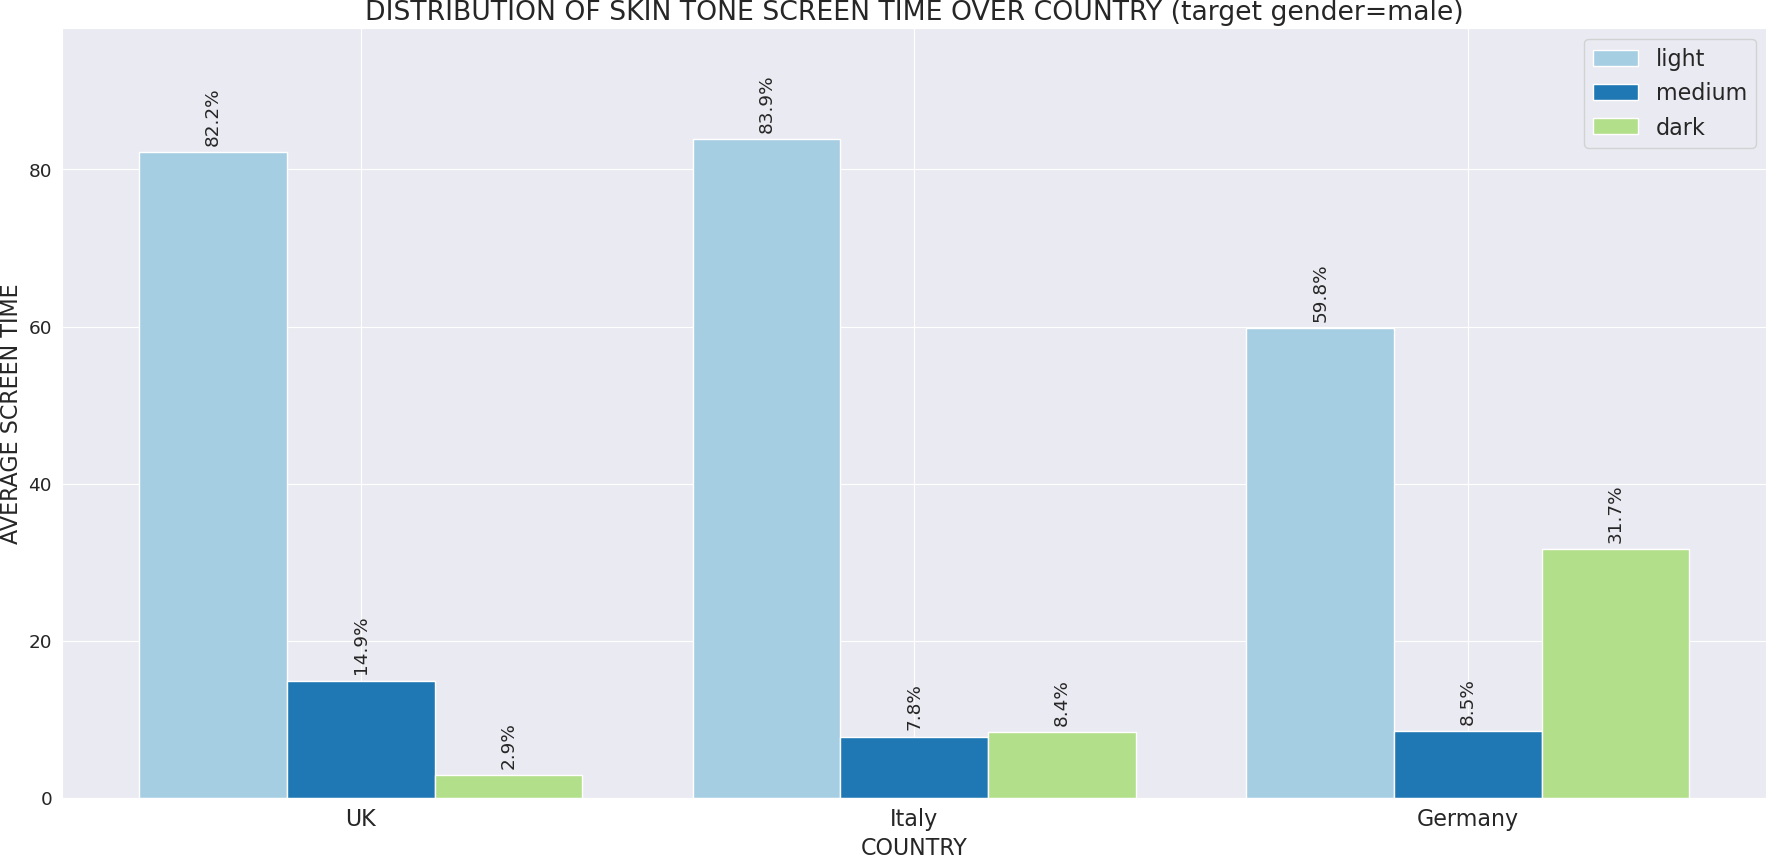 DISTRIBUTION OF SKIN TONE SCREEN TIME OVER COUNTRY (target gender=male)
light
medium
dark
AVERAGE SCREEN TIME
80
60
40
20
0
82.2%
14.9%
2.9%
83.9%
7.8%
8.4%
59.8%
8.5%
31.7%
UK
Italy
Germany
COUNTRY